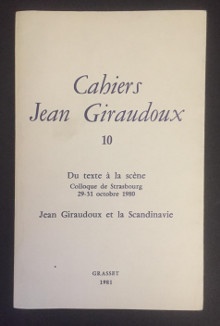 Cahiers
Jean Giraudoux
10
Du texte à la scène
Colloque de Strasbourg
29-31 octobre 1980
Jean Giraudoux et la Scandinavie
GRASSET
1981